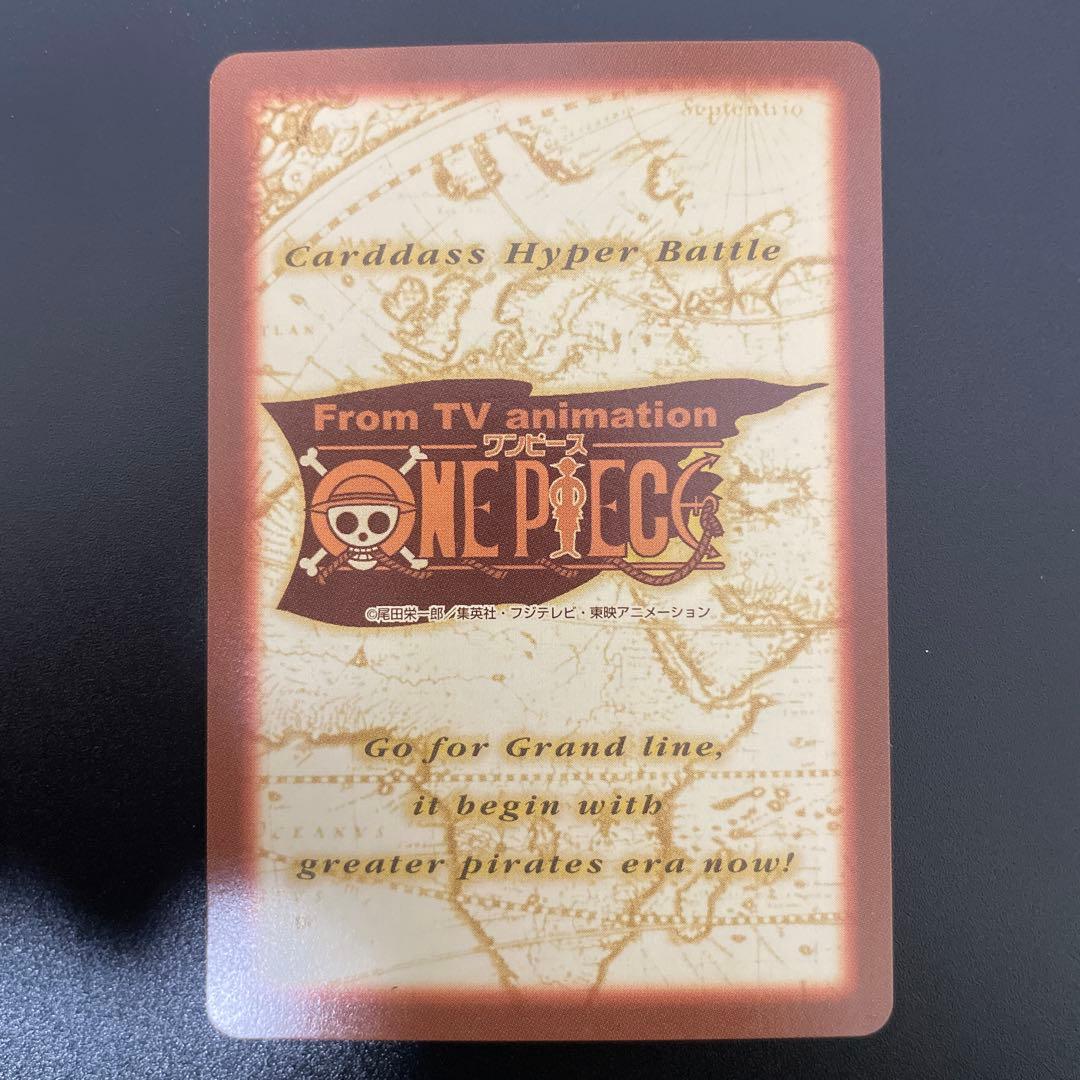 Septentrio
Carddass Hyper Battle
From TV animation
ワンピース
ONE PIECE
©尾田栄一郎／集英社・フジテレビ・東映アニメーション
Go for Grand line,
it begin with
greater pirates era now!